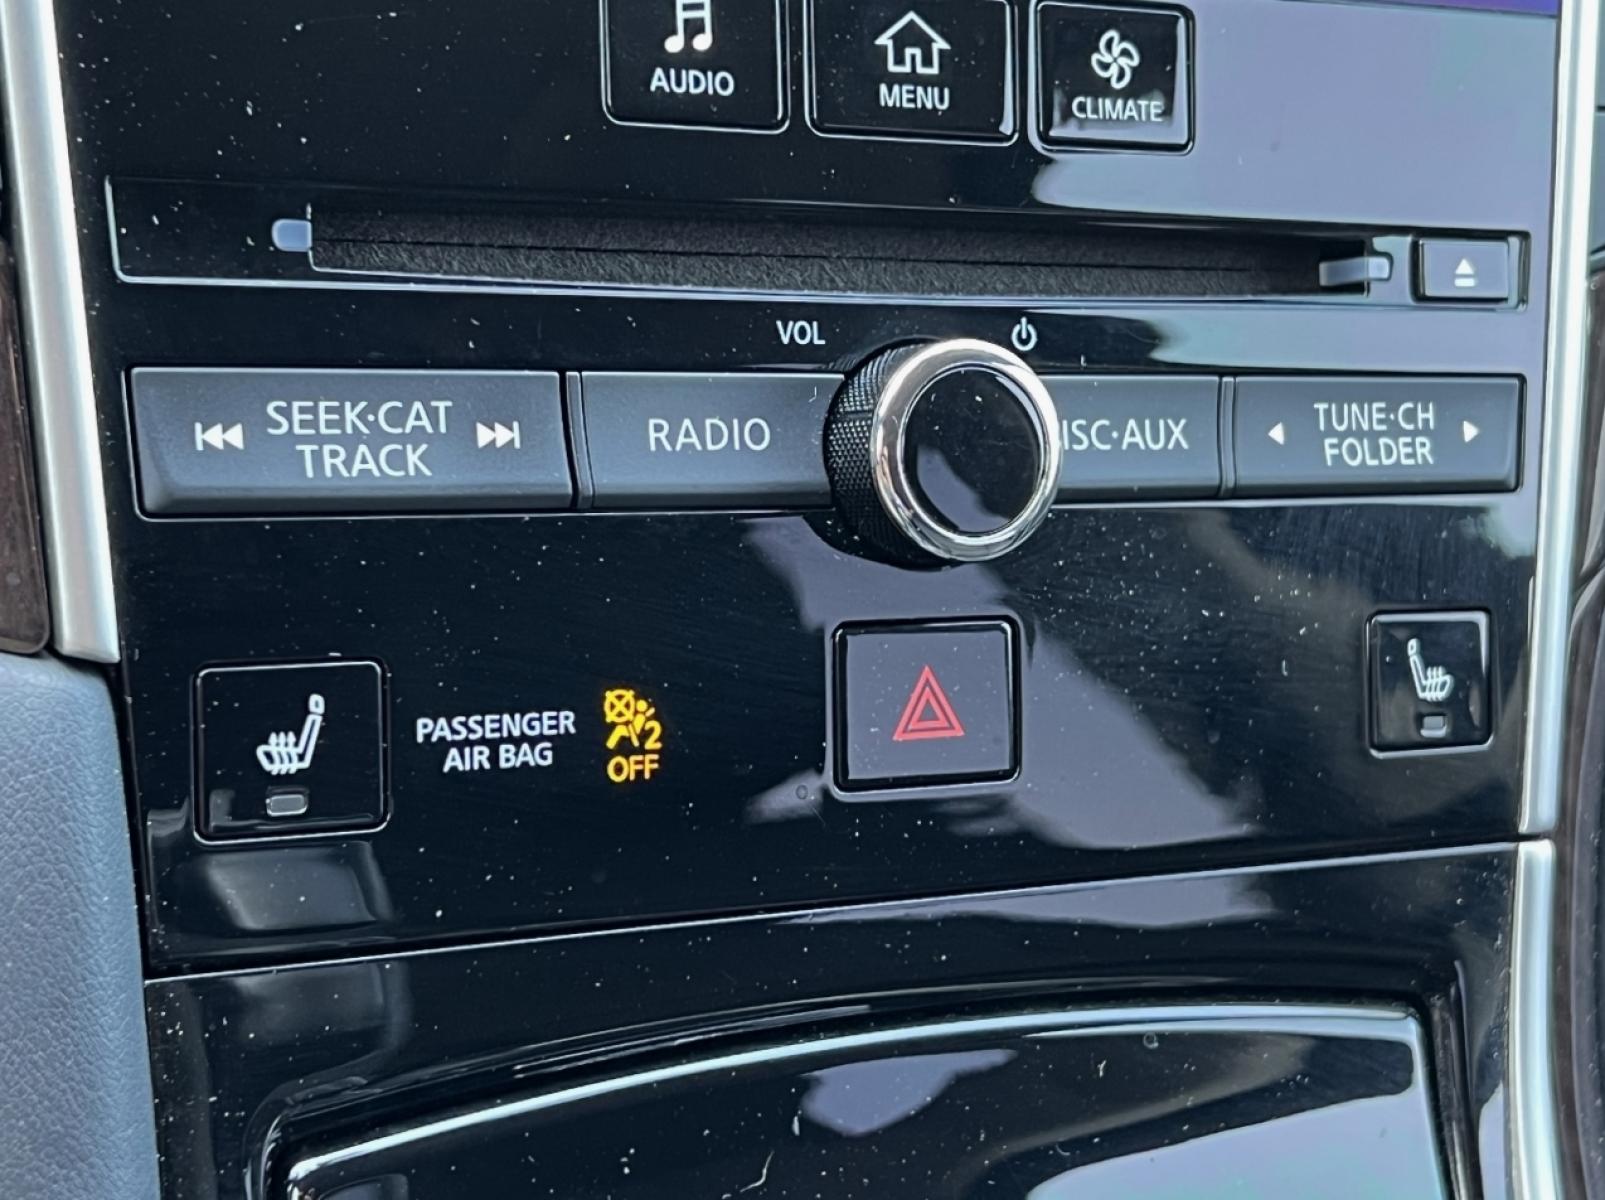 AUDIO
MENU
CLIMATE
VOL
SEEK·CAT
TRACK
RADIO
ISC·AUX
TUNE·CH
FOLDER
PASSENGER
AIR BAG
2
OFF